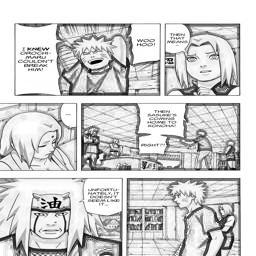 THEN
THAT
MEANS...
WOO
HOO!
I KNEW
OROCHI-
MARU
COULDN'T
BREAK
HIM!
THEN
SASUKE'S
COMING
HOME TO
KONOHA!
RIGHT?!
UNFORTU-
NATELY, IT
DOESN'T
SEEM LIKE
IT...
油